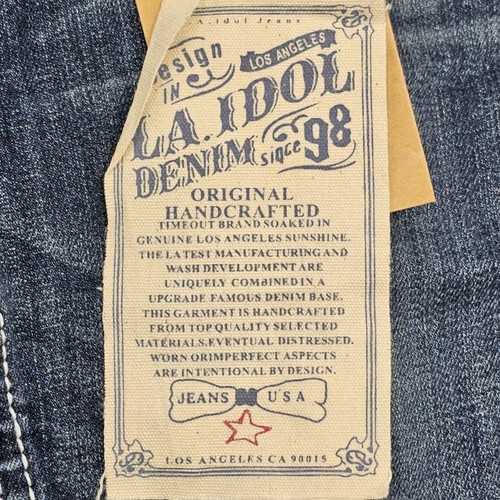 L.A.idol Jeans
Design
IN
LOS ANGELES
L.A. IDOL
DENIM since 98
ORIGINAL
HANDCRAFTED
TIMEOUT BRAND SOAKED IN
GENUINE LOS ANGELES SUNSHINE.
THE LATEST MANUFACTURING AND
WASH DEVELOPMENT ARE
UNIQUELY COMBINED IN A
UPGRADE FAMOUS DENIM BASE.
THIS GARMENT IS HANDCRAFTED
FROM TOP QUALITY SELECTED
MATERIALS.EVENTUAL DISTRESSED.
WORN ORIMPERFECT ASPECTS
ARE INTENTIONAL BY DESIGN.
JEANS USA
LOS ANGELES CA 90015